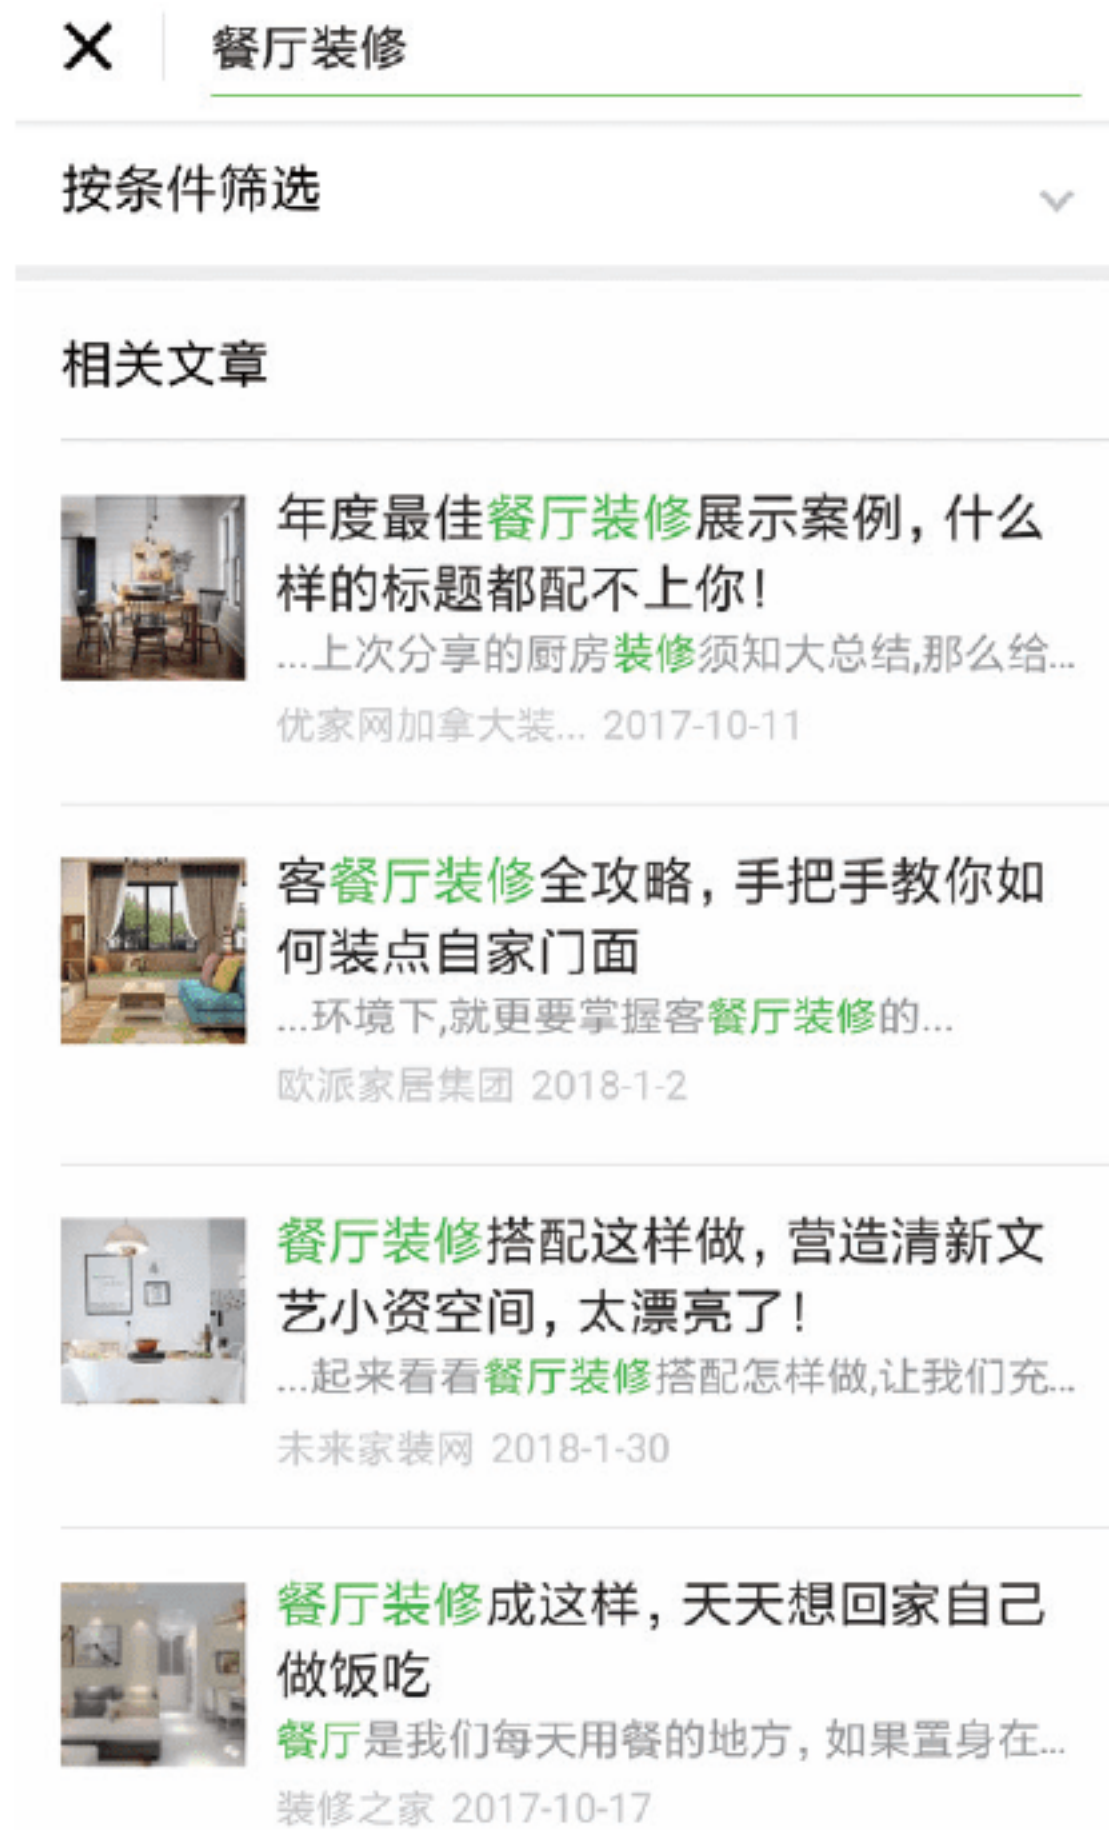 餐厅装修
按条件筛选
相关文章
年度最佳餐厅装修展示案例，什么
样的标题都配不上你！
...上次分享的厨房装修须知大总结,那么给...
优家网加拿大装... 2017-10-11
客餐厅装修全攻略，手把手教你如
何装点自家门面
...环境下,就更要掌握客餐厅装修的...
欧派家居集团 2018-1-2
餐厅装修搭配这样做，营造清新文
艺小资空间，太漂亮了！
...起来看看餐厅装修搭配怎样做,让我们充...
未来家装网 2018-1-30
餐厅装修成这样，天天想回家自己
做饭吃
餐厅是我们每天用餐的地方，如果置身在...
装修之家 2017-10-17